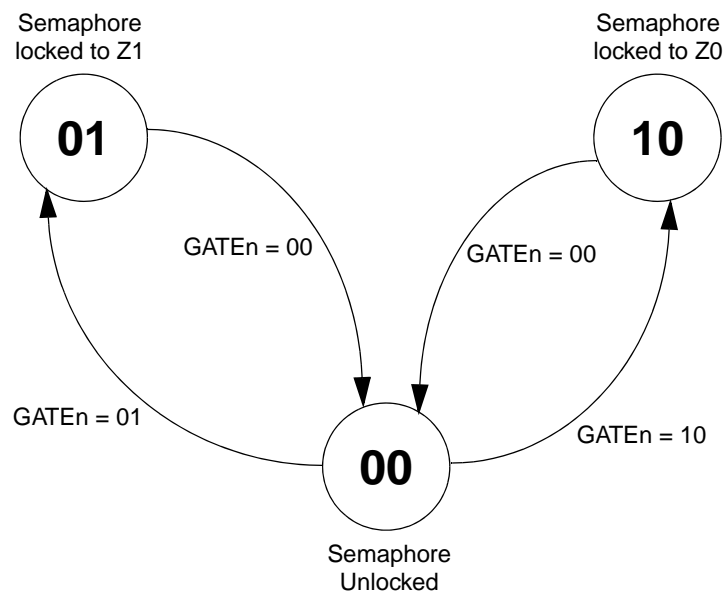 Semaphore
locked to Z1
Semaphore
locked to Z0
01
10
GATEn = 00
GATEn = 00
GATEn = 01
GATEn = 10
00
Semaphore
Unlocked